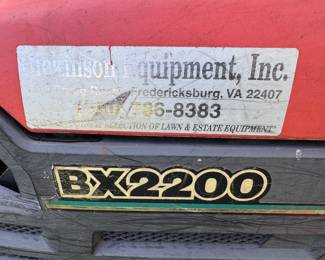 Equipment, Inc.
Fredericksburg, VA 22407
786-8383
SELECTION OF LAWN & ESTATE EQUIPMENT
BX2200